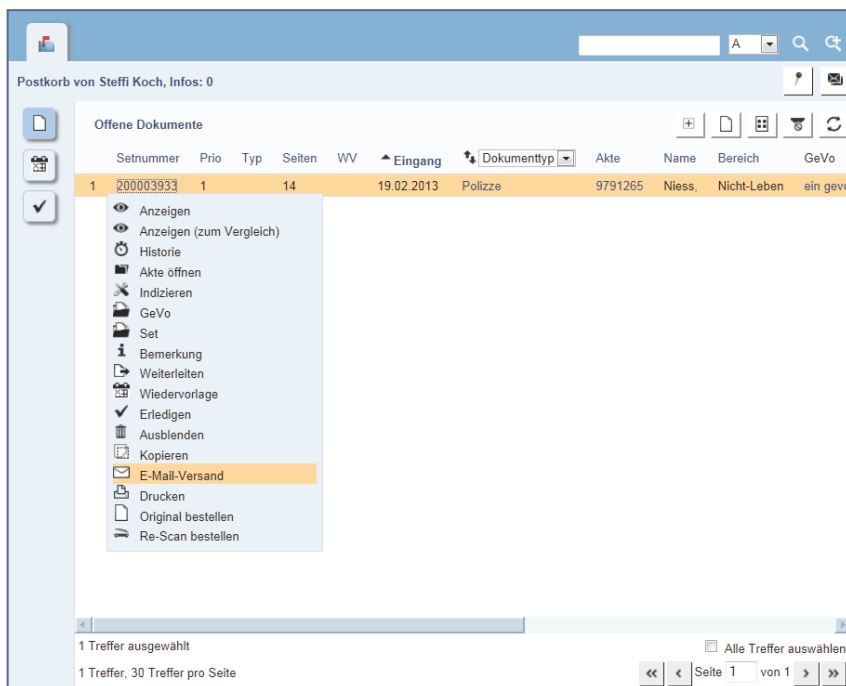 A
Postkorb von Steffi Koch, Infos: 0
Offene Dokumente
Setnummer Prio Typ Seiten WV Eingang Dokumenttyp Akte Name Bereich GeVo
1 200003933 1 14 19.02.2013 Polizze 9791265 Niess, Nicht-Leben ein gevo
Anzeigen
Anzeigen (zum Vergleich)
Historie
Akte öffnen
Indizieren
GeVo
Set
Bemerkung
Weiterleiten
Wiedervorlage
Erledigen
Ausblenden
Kopieren
E-Mail-Versand
Drucken
Original bestellen
Re-Scan bestellen
1 Treffer ausgewählt Alle Treffer auswählen
1 Treffer, 30 Treffer pro Seite Seite 1 von 1